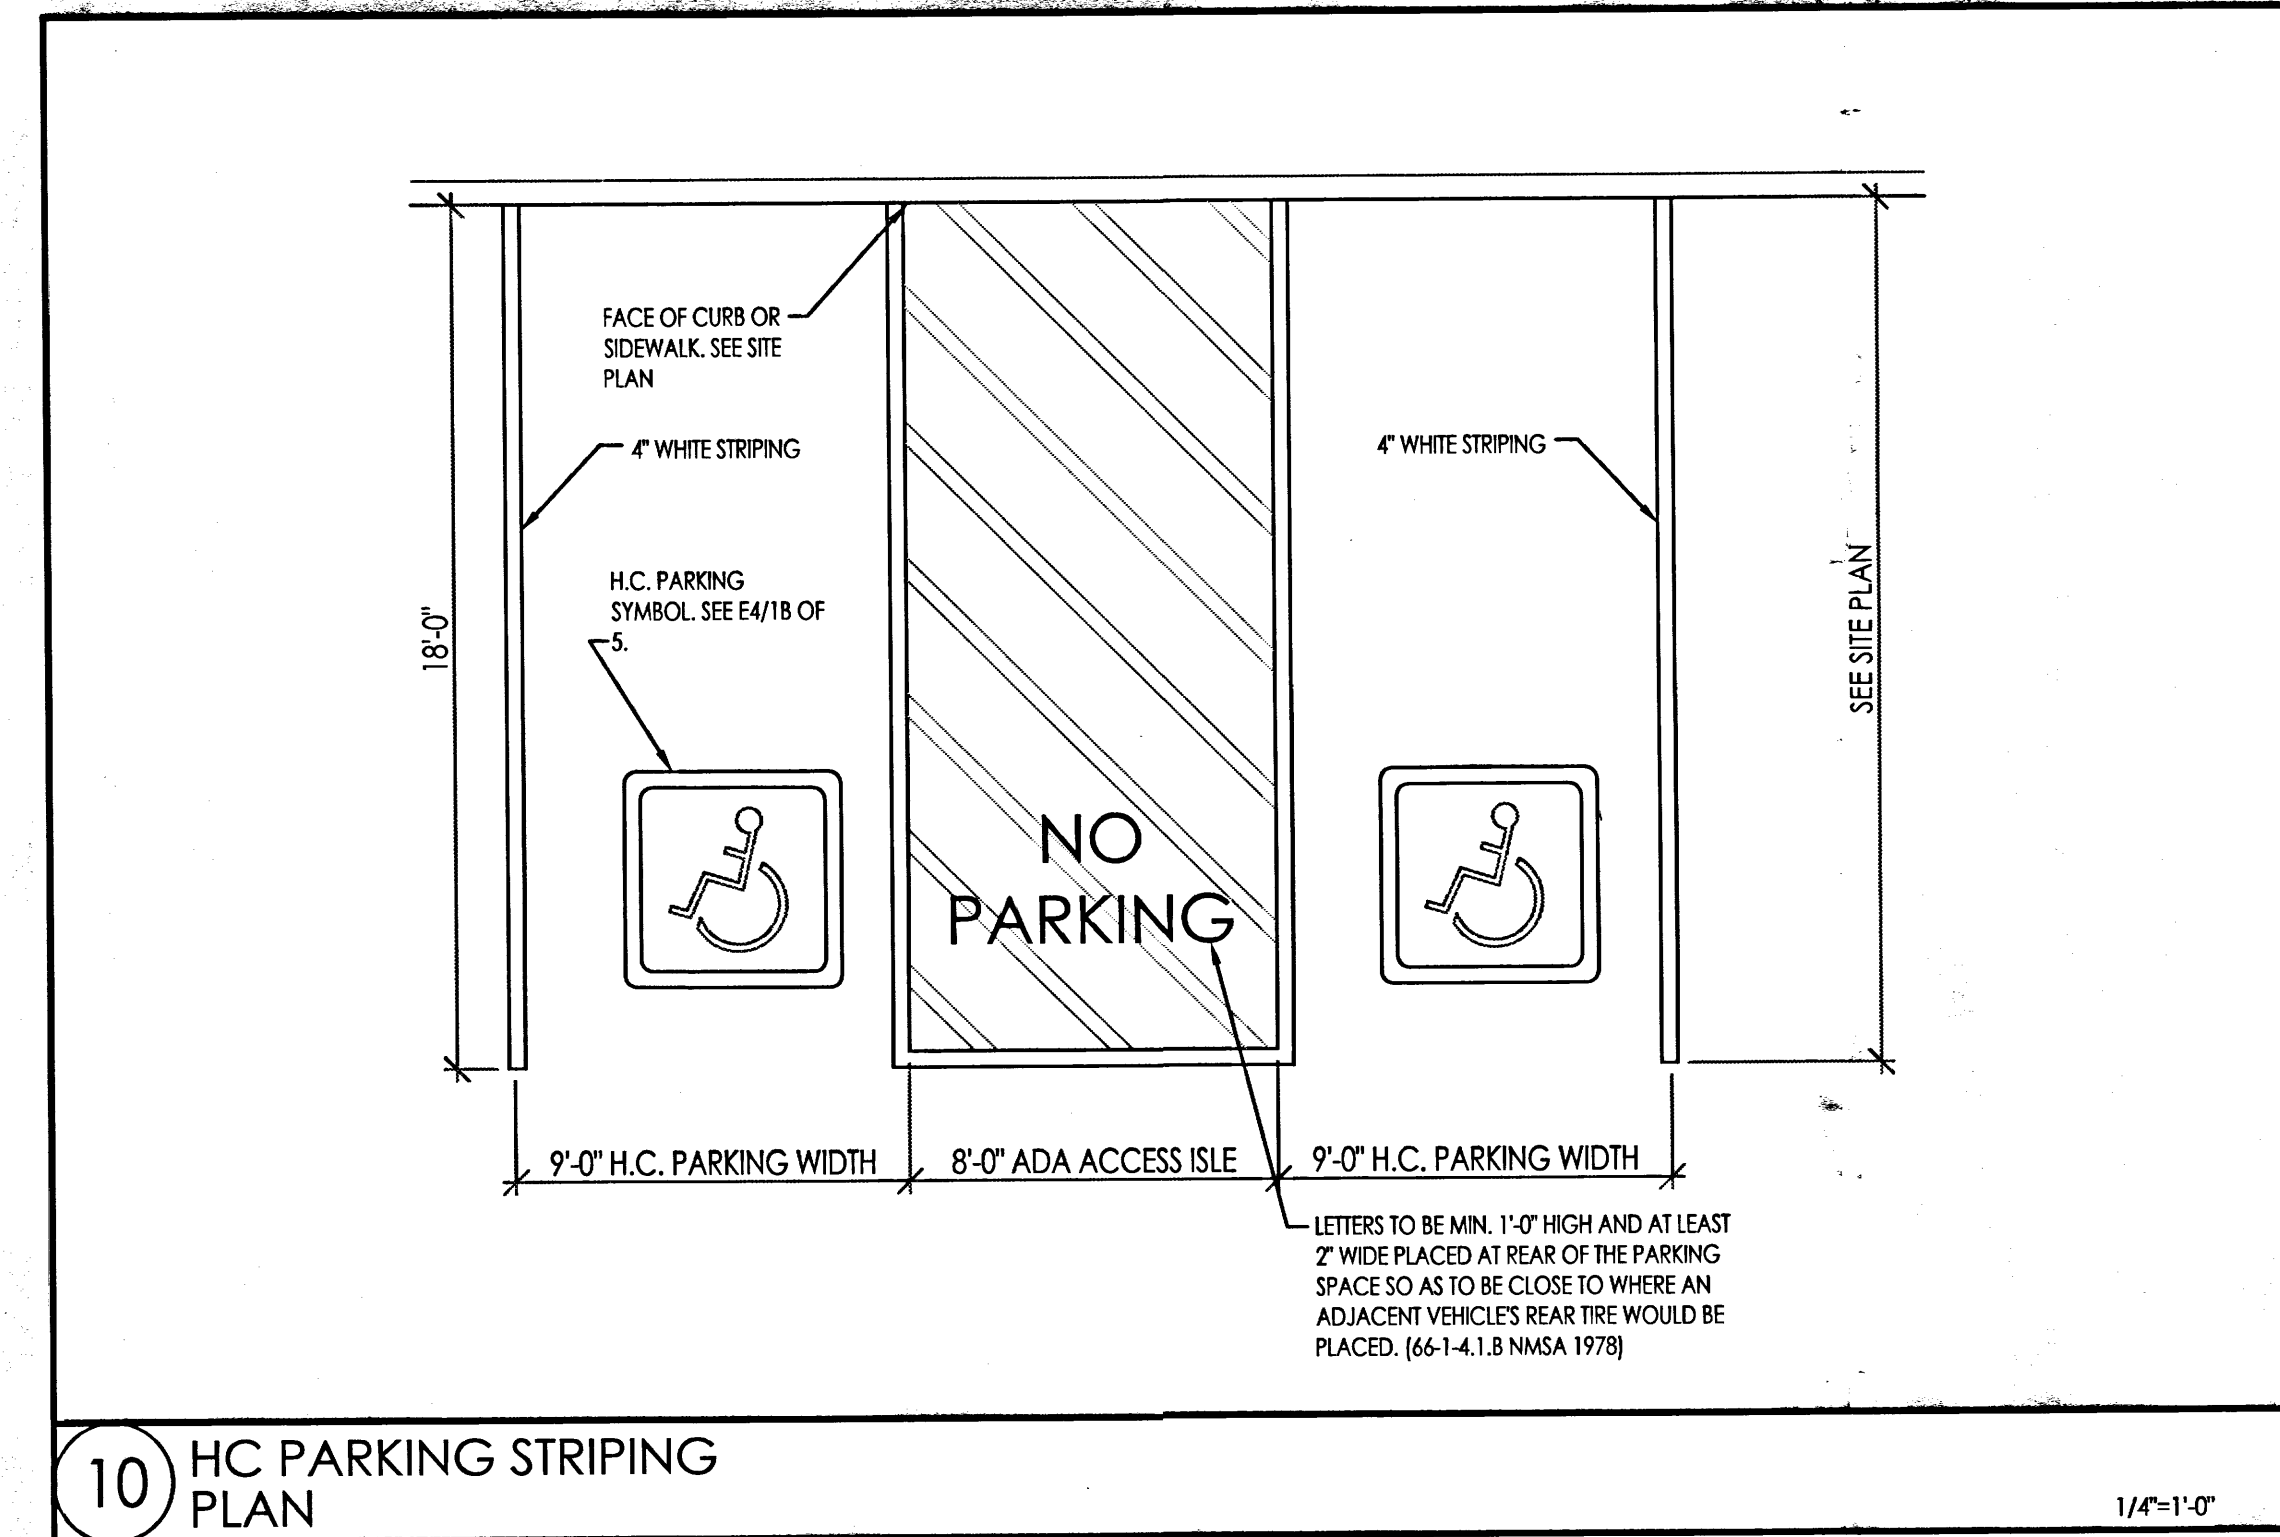 FACE OF CURB OR
SIDEWALK. SEE SITE
PLAN
4" WHITE STRIPING
4" WHITE STRIPING
H.C. PARKING
SYMBOL. SEE E4/1B OF
5.
18'-0"
SEE SITE PLAN
NO
PARKING
9'-0" H.C. PARKING WIDTH
8'-0" ADA ACCESS ISLE
9'-0" H.C. PARKING WIDTH
LETTERS TO BE MIN. 1'-0" HIGH AND AT LEAST
2" WIDE PLACED AT REAR OF THE PARKING
SPACE SO AS TO BE CLOSE TO WHERE AN
ADJACENT VEHICLE'S REAR TIRE WOULD BE
PLACED. (66-1-4.1.B NMSA 1978)
10
HC PARKING STRIPING
PLAN
1/4"=1'-0"